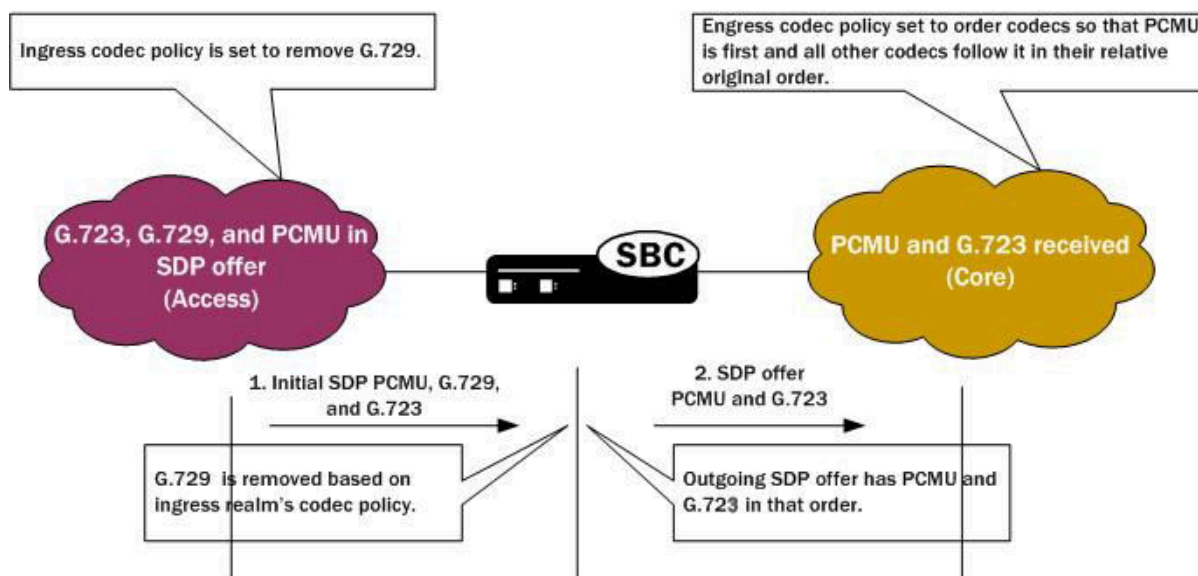 Ingress codec policy is set to remove G.729.
Engress codec policy set to order codecs so that PCMU
is first and all other codecs follow it in their relative
original order.
G.723, G.729, and PCMU in
SDP offer
(Access)
SBC
PCMU and G.723 received
(Core)
1. Initial SDP PCMU, G.729,
and G.723
2. SDP offer
PCMU and G.723
G.729 is removed based on
ingress realm's codec policy.
Outgoing SDP offer has PCMU and
G.723 in that order.